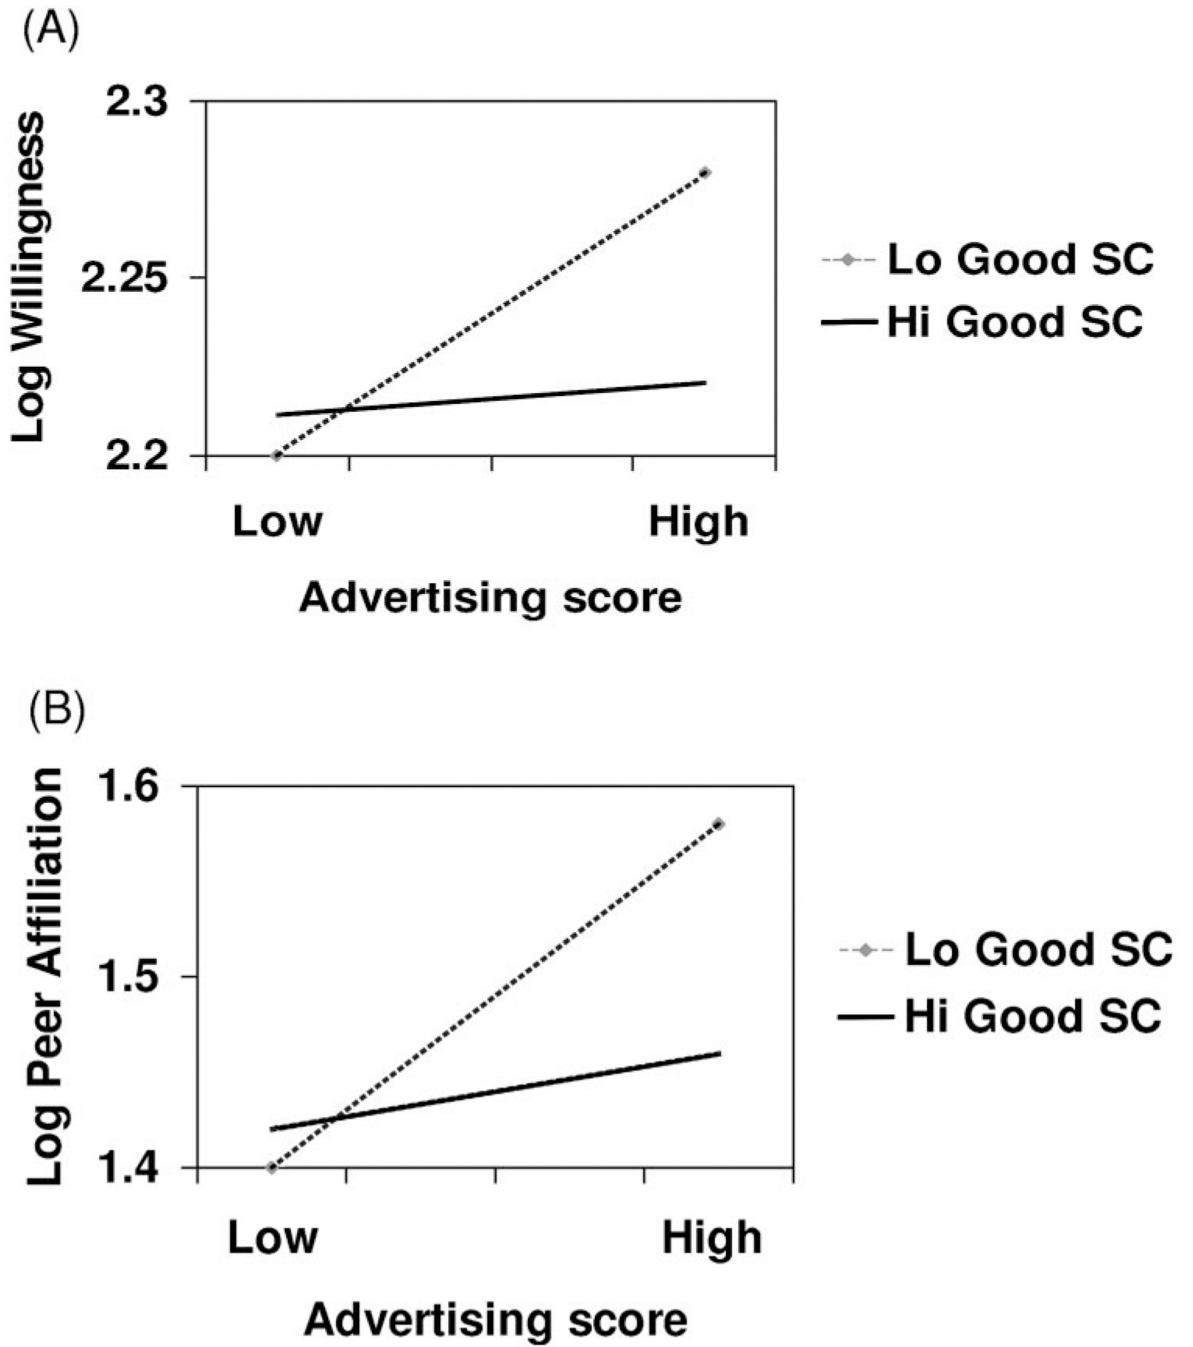 (A)
2.3
2.25
2.2
Log Willingness
Lo Good SC
Hi Good SC
Low
High
Advertising score
(B)
1.6
1.5
1.4
Log Peer Affiliation
Lo Good SC
Hi Good SC
Low
High
Advertising score